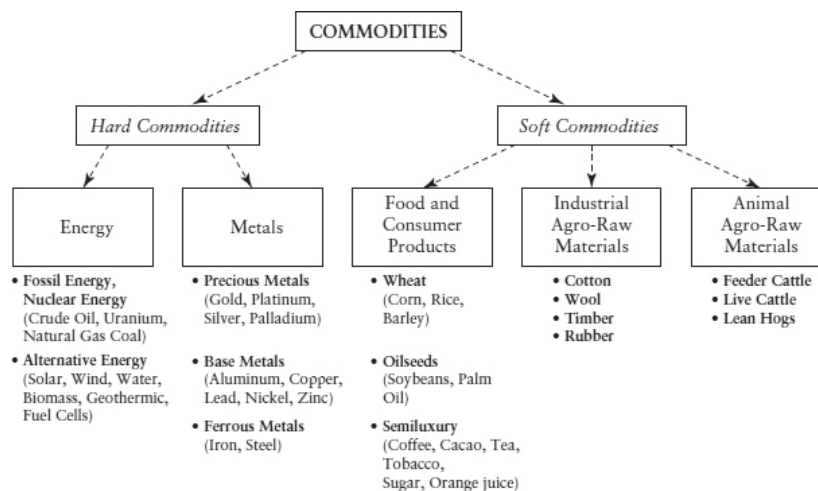 COMMODITIES
Hard Commodities
Soft Commodities
Energy
Metals
Food and
Consumer
Products
Industrial
Agro-Raw
Materials
Animal
Agro-Raw
Materials
• Fossil Energy,
Nuclear Energy
(Crude Oil, Uranium,
Natural Gas Coal)
• Alternative Energy
(Solar, Wind, Water,
Biomass, Geothermic,
Fuel Cells)
• Precious Metals
(Gold, Platinum,
Silver, Palladium)
• Base Metals
(Aluminum, Copper,
Lead, Nickel, Zinc)
• Ferrous Metals
(Iron, Steel)
• Wheat
(Corn, Rice,
Barley)
• Oilseeds
(Soybeans, Palm
Oil)
• Semiluxury
(Coffee, Cacao, Tea,
Tobacco,
Sugar, Orange juice)
• Cotton
• Wool
• Timber
• Rubber
• Feeder Cattle
• Live Cattle
• Lean Hogs